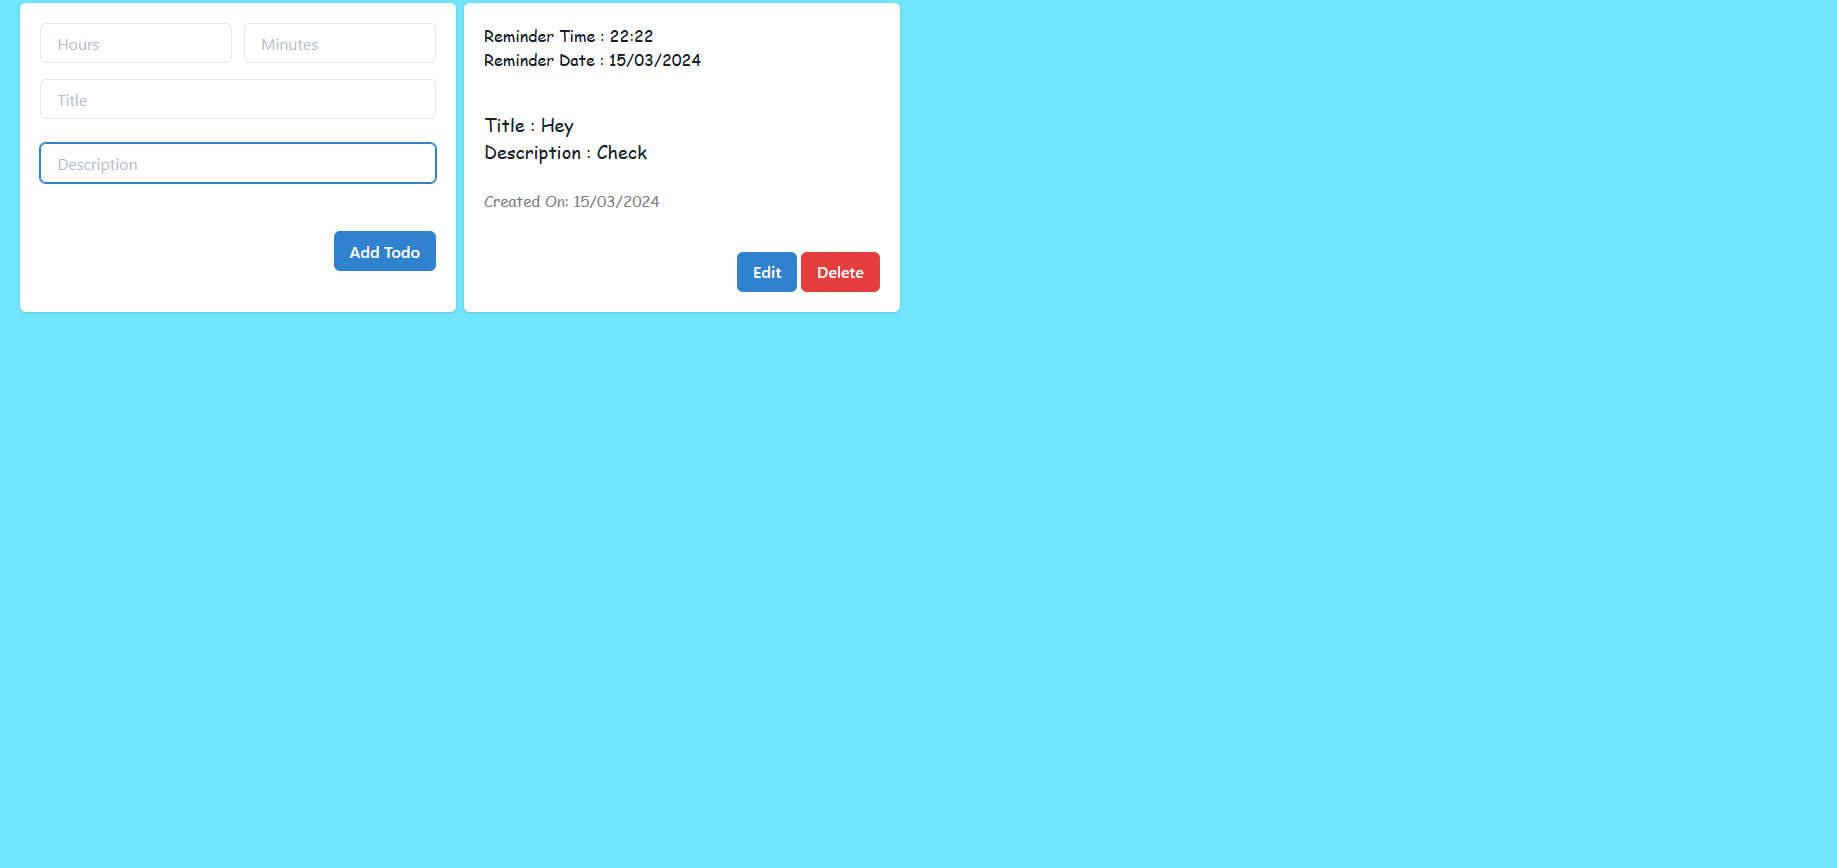 Hours Minutes
Title
Description
Add Todo
Reminder Time : 22:22
Reminder Date : 15/03/2024
Title : Hey
Description : Check
Created On: 15/03/2024
Edit Delete